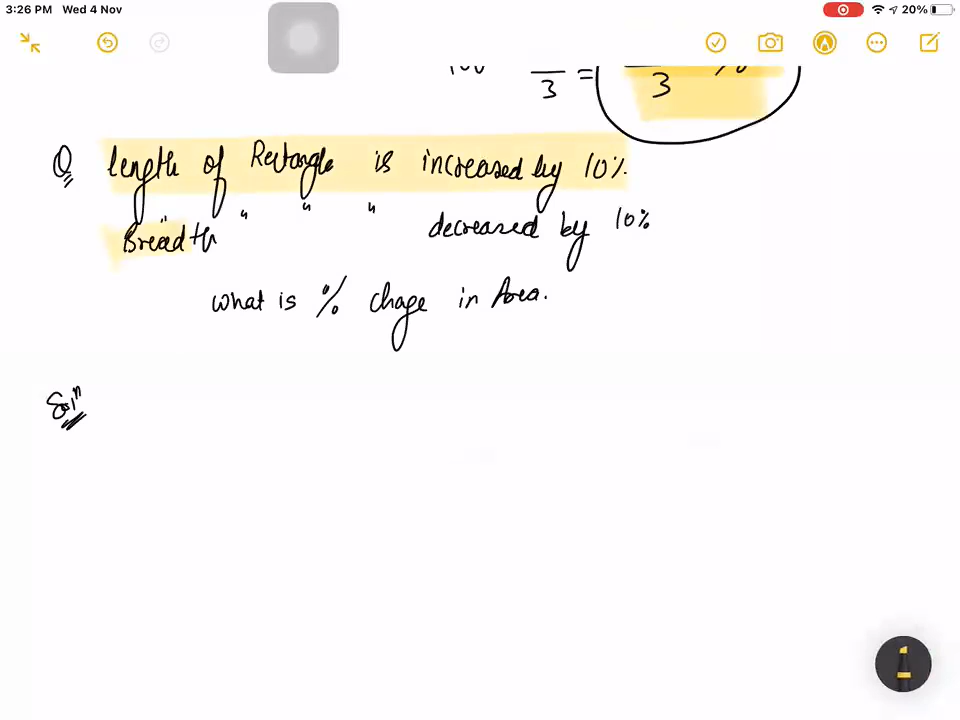 3:26 PM Wed 4 Nov 20%
100 3 = 3 %
Q length of Rectangle is increased by 10%.
Breadth " " " decreased by 10%
what is % chage in Area.
Solⁿ